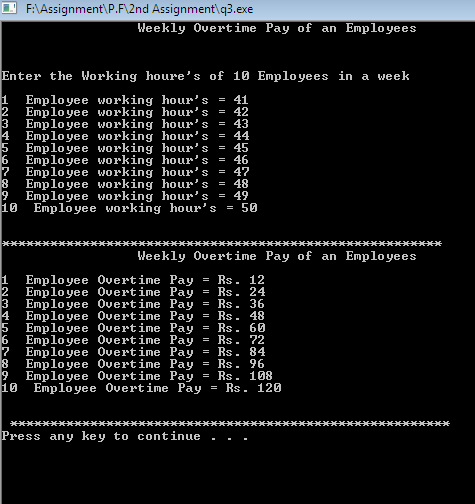 F:\Assignment\P.F\2nd Assignment\q3.exe
Weekly Overtime Pay of an Employees
Enter the Working houre's of 10 Employees in a week
1 Employee working hour's = 41
2 Employee working hour's = 42
3 Employee working hour's = 43
4 Employee working hour's = 44
5 Employee working hour's = 45
6 Employee working hour's = 46
7 Employee working hour's = 47
8 Employee working hour's = 48
9 Employee working hour's = 49
10 Employee working hour's = 50
*******************************************************
Weekly Overtime Pay of an Employees
1 Employee Overtime Pay = Rs. 12
2 Employee Overtime Pay = Rs. 24
3 Employee Overtime Pay = Rs. 36
4 Employee Overtime Pay = Rs. 48
5 Employee Overtime Pay = Rs. 60
6 Employee Overtime Pay = Rs. 72
7 Employee Overtime Pay = Rs. 84
8 Employee Overtime Pay = Rs. 96
9 Employee Overtime Pay = Rs. 108
10 Employee Overtime Pay = Rs. 120
*******************************************************
Press any key to continue . . .